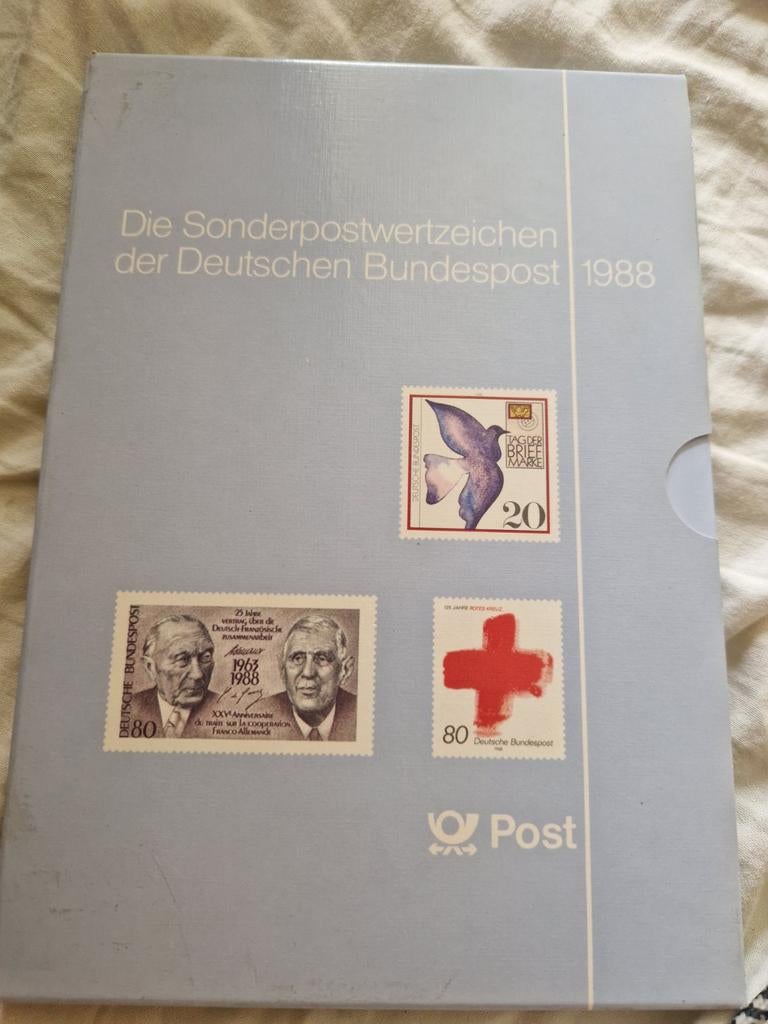 Die Sonderpostwertzeichen
der Deutschen Bundespost 1988
DEUTSCHE BUNDESPOST
TAG DER
BRIEF
MARKE
20
DEUTSCHE BUNDESPOST
25 Jahre
Vertrag über die
Deutsch-Französische
Zusammenarbeit
1963
1988
XXVe Anniversaire
du traité sur la coopération
Franco-Allemande
80
125 JAHRE ROTES KREUZ
80 Deutsche Bundespost
1988
Post